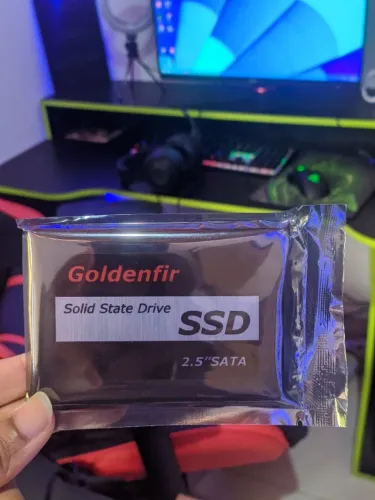 Goldenfir
Solid State Drive
SSD
2.5"SATA